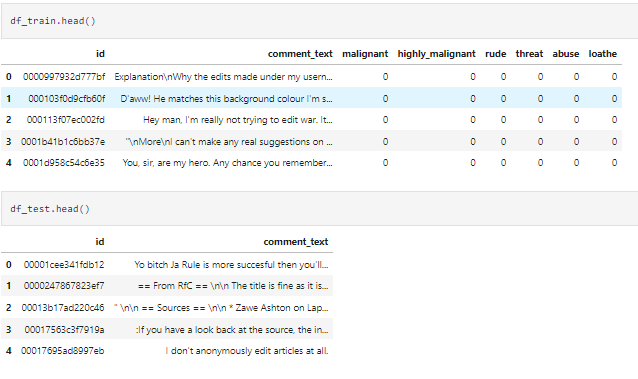 df_train.head()
id comment_text malignant highly_malignant rude threat abuse loathe
0 0000997932d777bf Explanation\nWhy the edits made under my usern... 0 0 0 0 0 0
1 000103f0d9cfb60f D'aww! He matches this background colour I'm s... 0 0 0 0 0 0
2 000113f07ec002fd Hey man, I'm really not trying to edit war. It... 0 0 0 0 0 0
3 0001b41b1c6bb37e "\nMore\nI can't make any real suggestions on ... 0 0 0 0 0 0
4 0001d958c54c6e35 You, sir, are my hero. Any chance you remember... 0 0 0 0 0 0
df_test.head()
id comment_text
0 00001cee341fdb12 Yo bitch Ja Rule is more succesful then you'll...
1 0000247867823ef7 == From RfC == \n\n The title is fine as it is...
2 00013b17ad220c46 " \n\n == Sources == \n\n * Zawe Ashton on Lap...
3 00017563c3f7919a :If you have a look back at the source, the in...
4 00017695ad8997eb I don't anonymously edit articles at all.